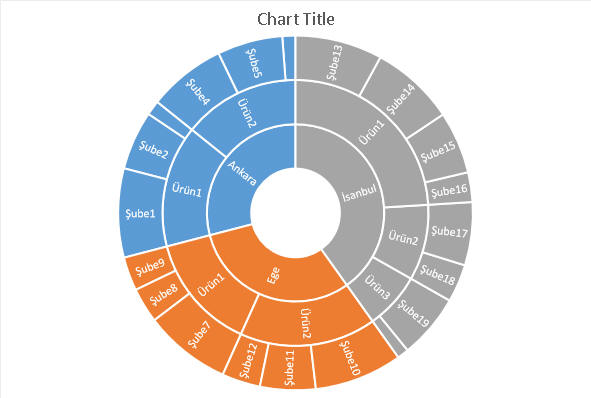 Chart Title
İsanbul
Ürün1
Şube13
Şube14
Şube15
Şube16
Ürün2
Şube17
Şube18
Ürün3
Şube19
Ege
Ürün2
Şube10
Şube11
Şube12
Ürün1
Şube7
Şube8
Şube9
Ankara
Ürün1
Şube1
Şube2
Ürün2
Şube4
Şube5